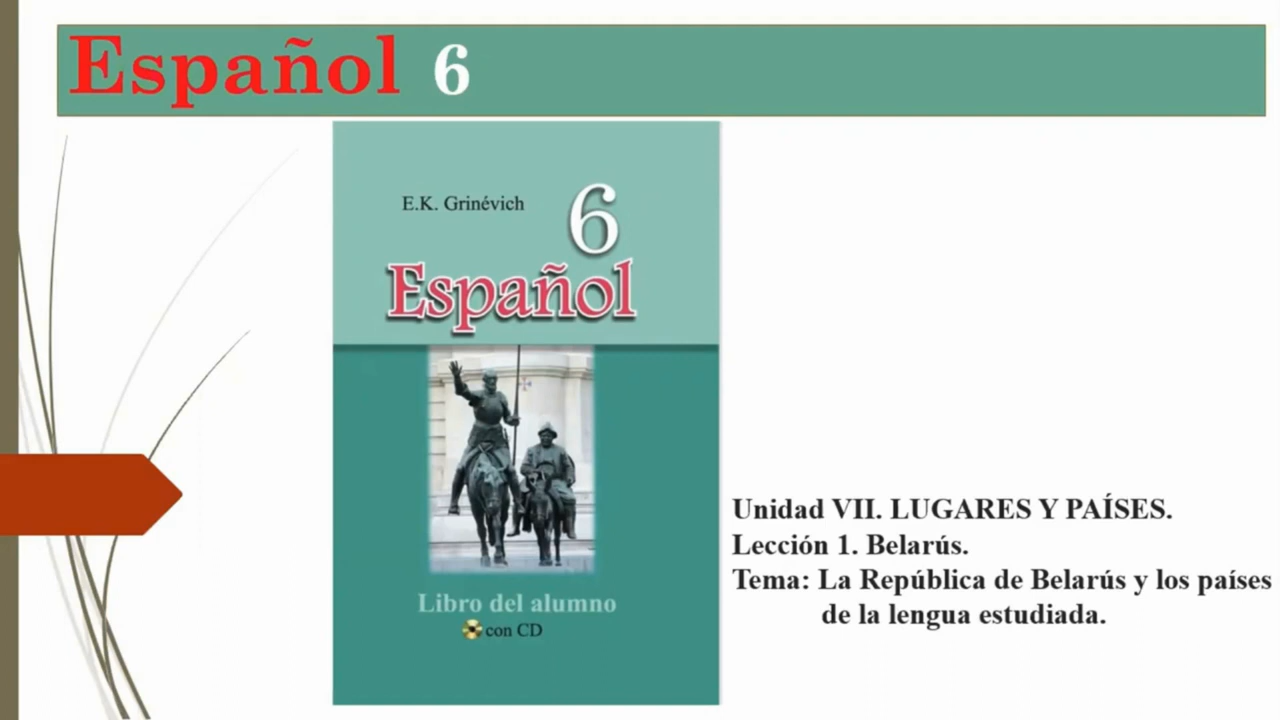 Español 6
E.K. Grinévich
6
Español
Libro del alumno
con CD
Unidad VII. LUGARES Y PAÍSES.
Lección 1. Belarús.
Tema: La República de Belarús y los países
de la lengua estudiada.